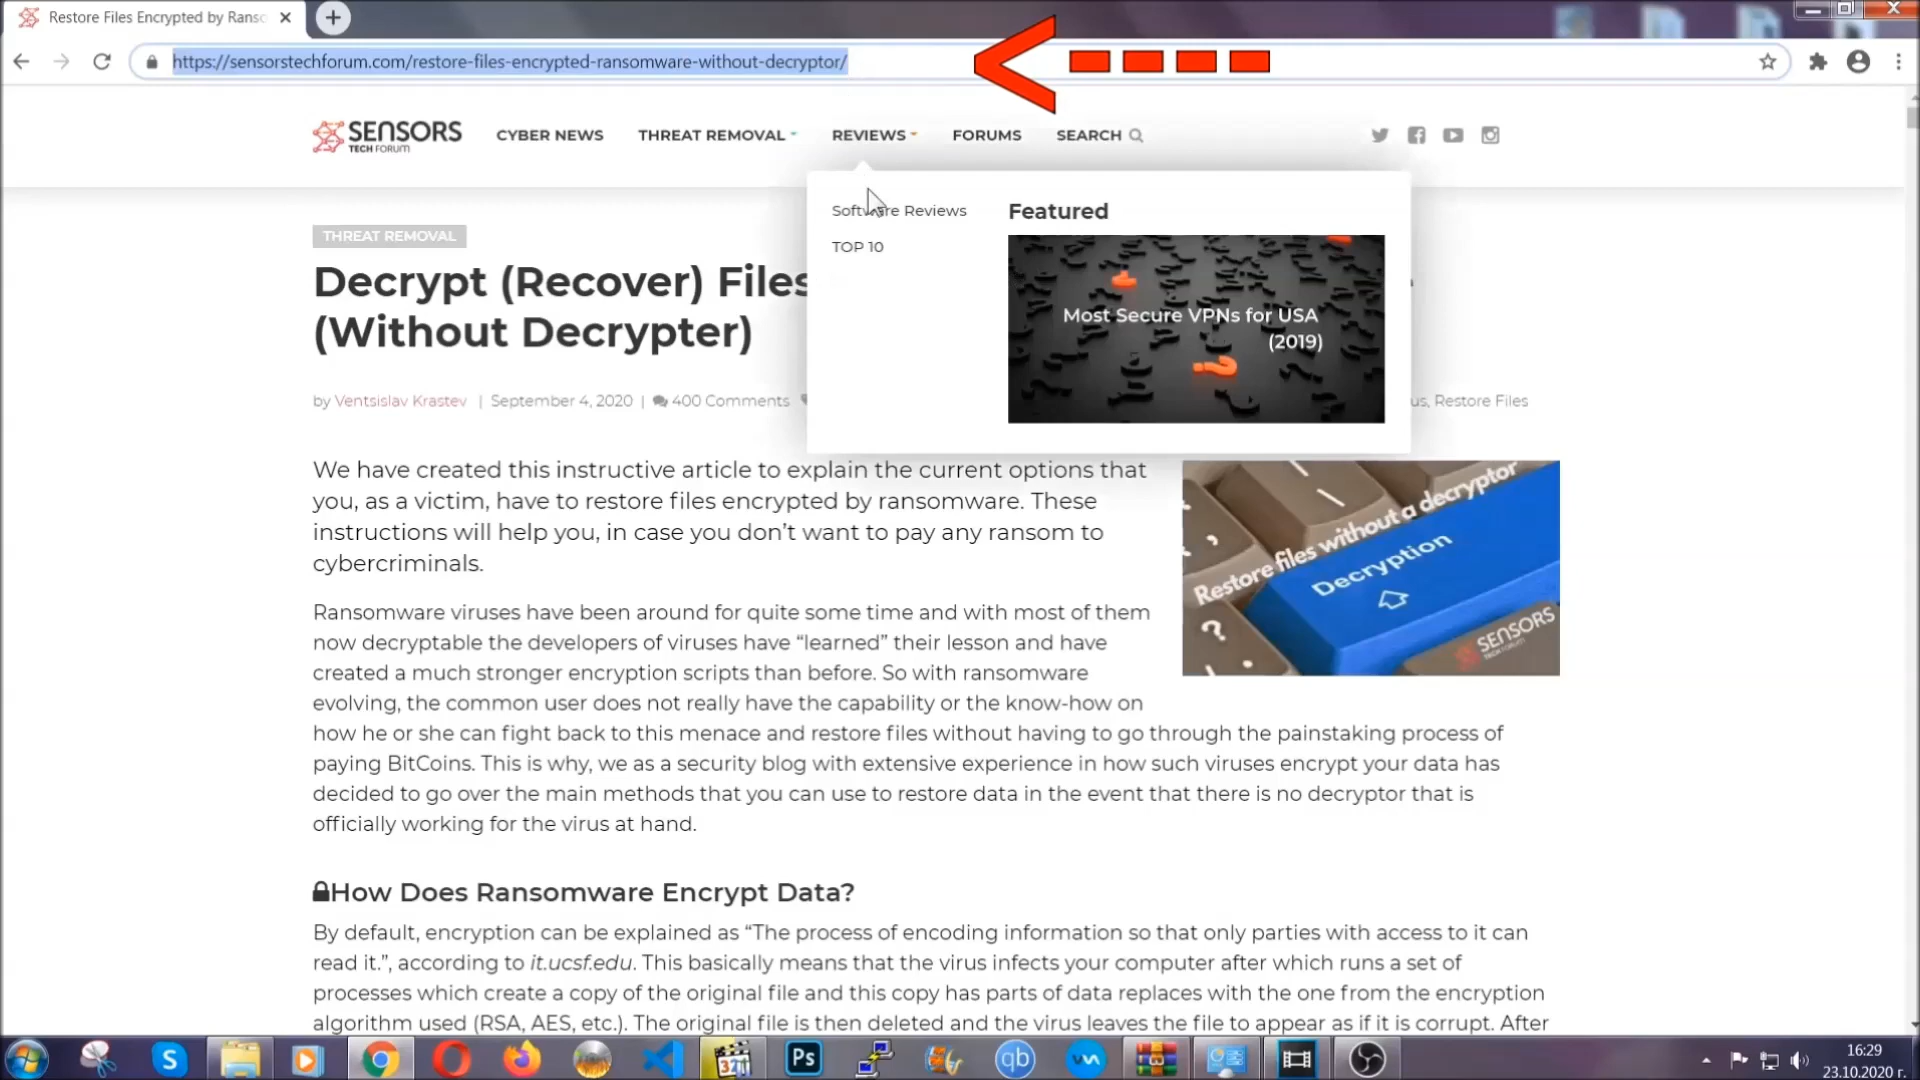 Restore Files Encrypted by Ranso
https://sensorstechforum.com/restore-files-encrypted-ransomware-without-decryptor/
SENSORS
TECH FORUM
CYBER NEWS
THREAT REMOVAL
REVIEWS
FORUMS
SEARCH
Software Reviews
TOP 10
Featured
Most Secure VPNs for USA
(2019)
THREAT REMOVAL
Decrypt (Recover) Files
(Without Decrypter)
by Ventsislav Krastev | September 4, 2020 | 400 Comments
us, Restore Files
We have created this instructive article to explain the current options that
you, as a victim, have to restore files encrypted by ransomware. These
instructions will help you, in case you don’t want to pay any ransom to
cybercriminals.
Restore files without a decryptor
Decryption
SENSORS
TECH FORUM
Ransomware viruses have been around for quite some time and with most of them
now decryptable the developers of viruses have “learned” their lesson and have
created a much stronger encryption scripts than before. So with ransomware
evolving, the common user does not really have the capability or the know-how on
how he or she can fight back to this menace and restore files without having to go through the painstaking process of
paying BitCoins. This is why, we as a security blog with extensive experience in how such viruses encrypt your data has
decided to go over the main methods that you can use to restore data in the event that there is no decryptor that is
officially working for the virus at hand.
How Does Ransomware Encrypt Data?
By default, encryption can be explained as “The process of encoding information so that only parties with access to it can
read it.”, according to it.ucsf.edu. This basically means that the virus infects your computer after which runs a set of
processes which create a copy of the original file and this copy has parts of data replaces with the one from the encryption
algorithm used (RSA, AES, etc.). The original file is then deleted and the virus leaves the file to appear as if it is corrupt. After
S
321
Ps
qb
16:29
23.10.2020 г.